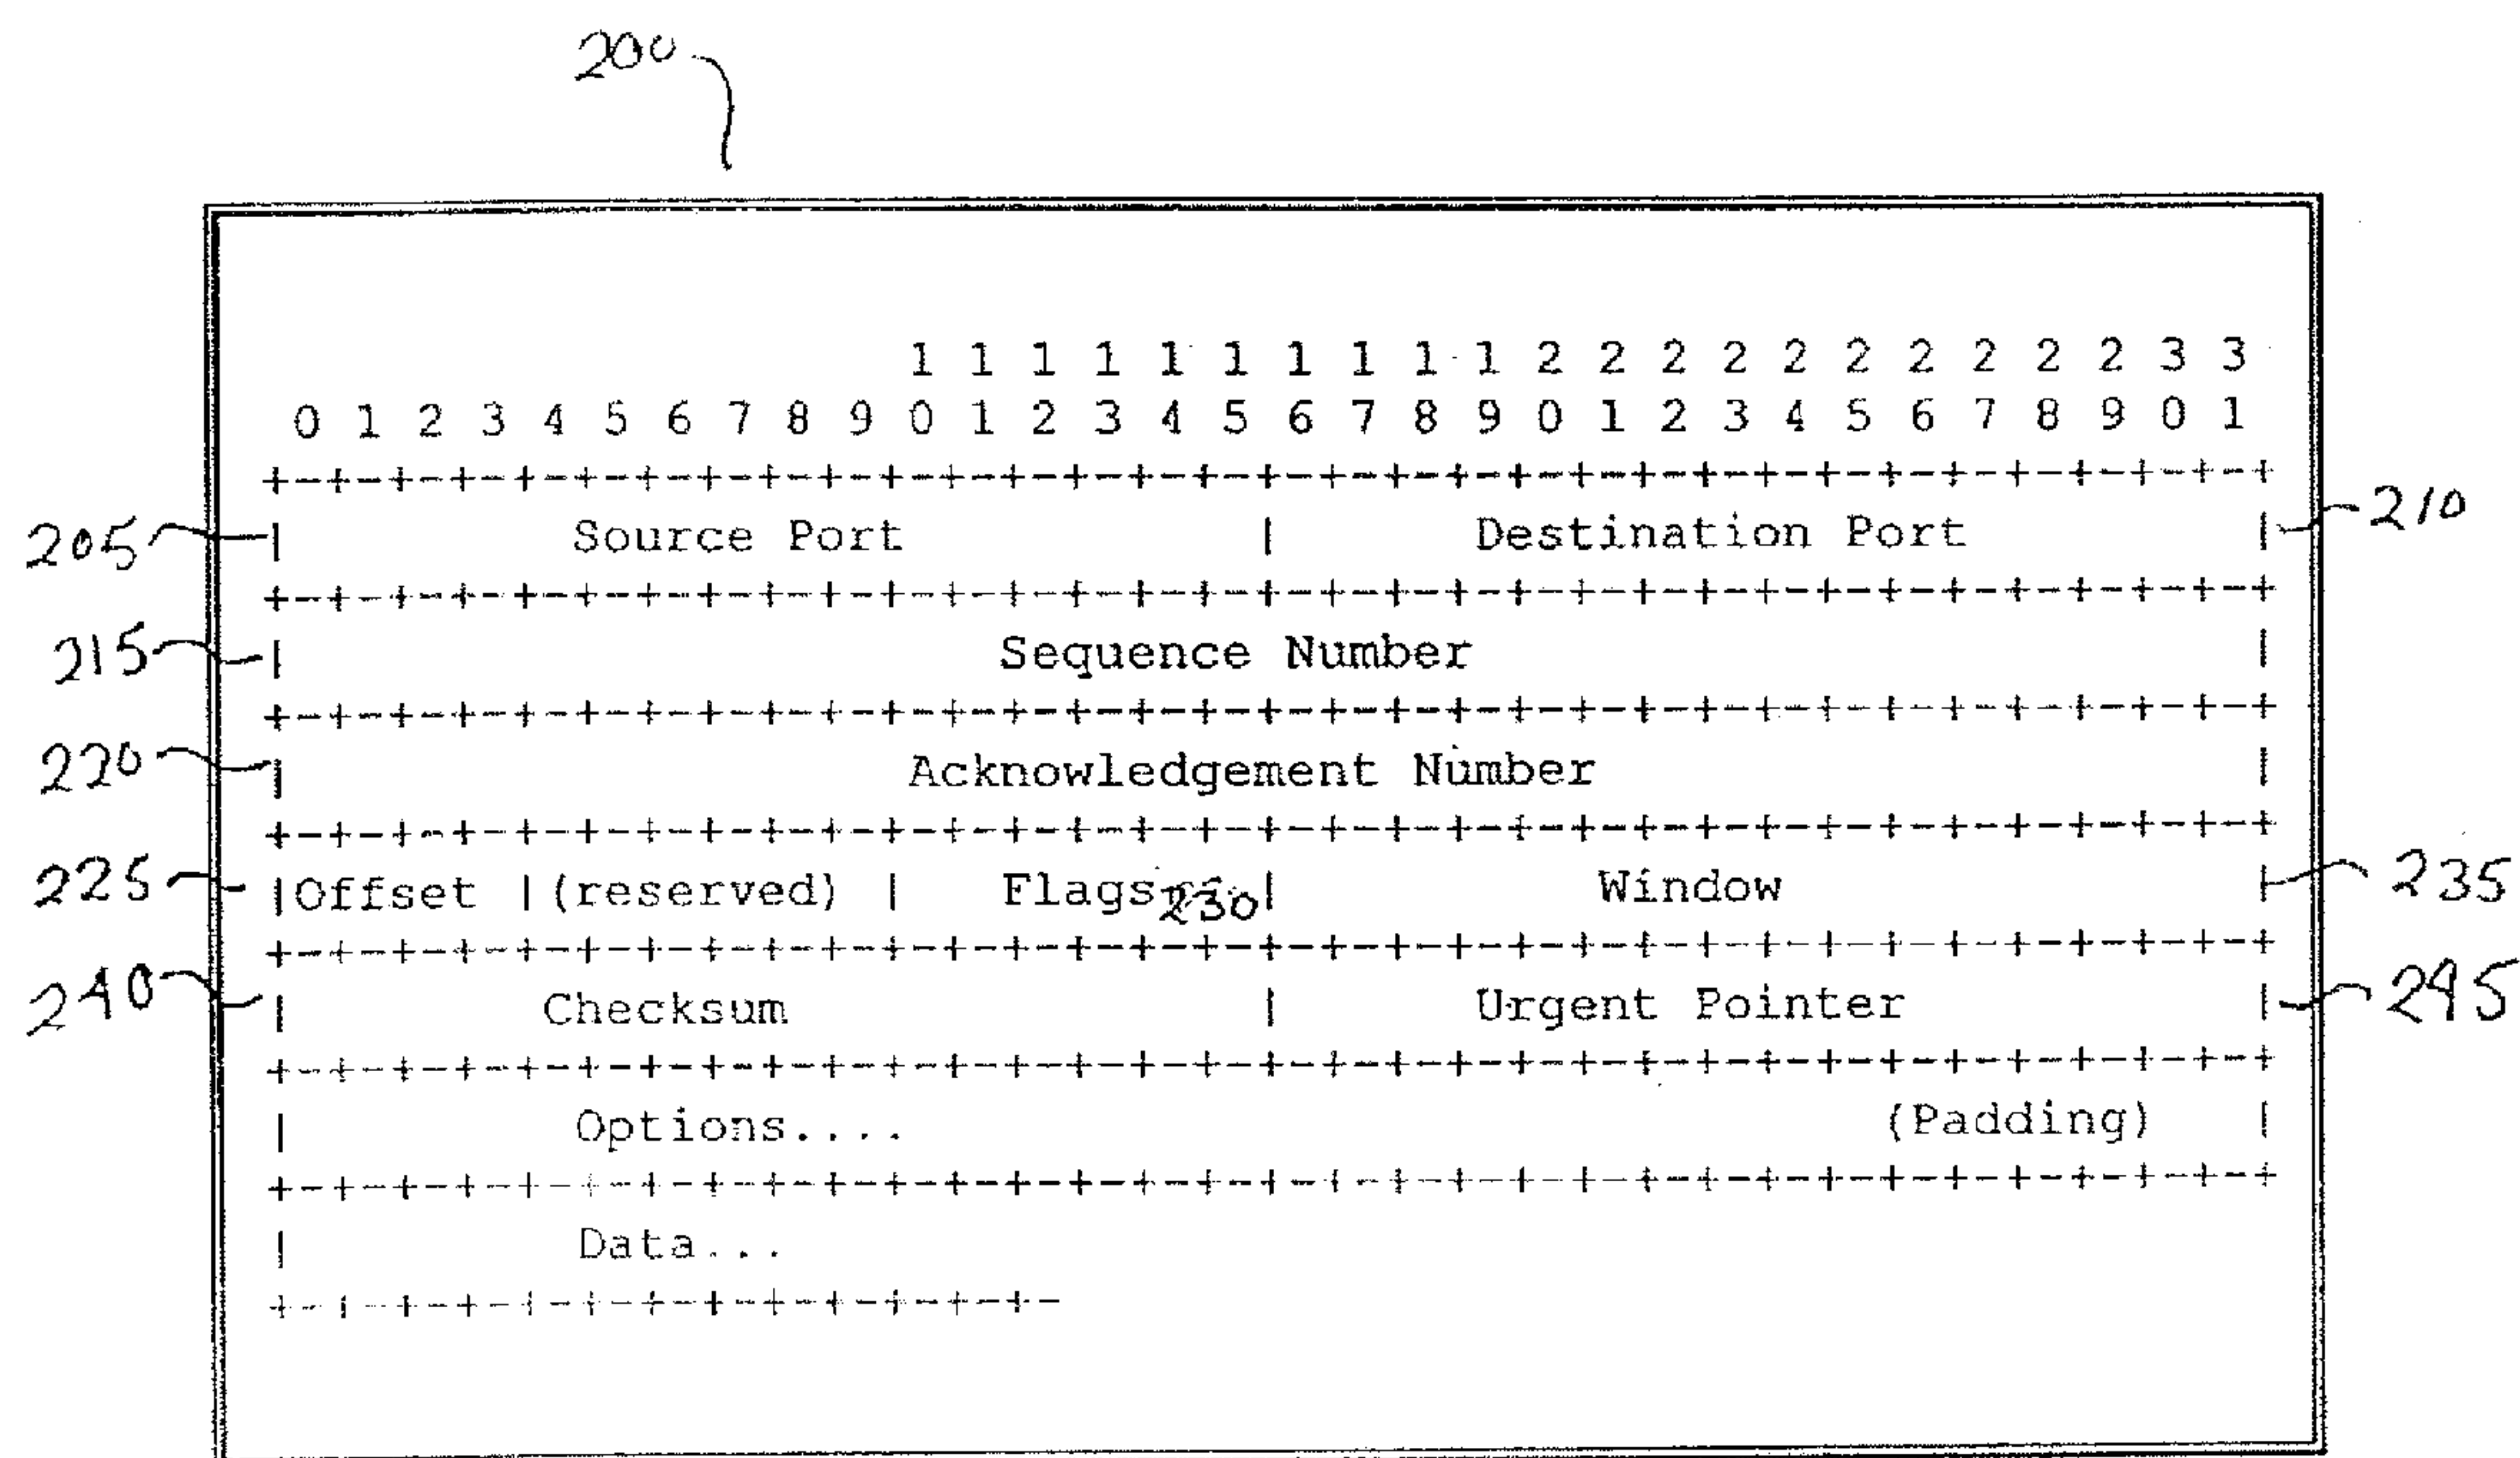 200
1 1 1 1 1 1 1 1 1 1 2 2 2 2 2 2 2 2 2 2 3 3
0 1 2 3 4 5 6 7 8 9 0 1 2 3 4 5 6 7 8 9 0 1 2 3 4 5 6 7 8 9 0 1
+-+-+-+-+-+-+-+-+-+-+-+-+-+-+-+-+-+-+-+-+-+-+-+-+-+-+-+-+-+-+-+-+
205 | Source Port | Destination Port | 210
+-+-+-+-+-+-+-+-+-+-+-+-+-+-+-+-+-+-+-+-+-+-+-+-+-+-+-+-+-+-+-+-+
215 | Sequence Number |
+-+-+-+-+-+-+-+-+-+-+-+-+-+-+-+-+-+-+-+-+-+-+-+-+-+-+-+-+-+-+-+-+
220 | Acknowledgement Number |
+-+-+-+-+-+-+-+-+-+-+-+-+-+-+-+-+-+-+-+-+-+-+-+-+-+-+-+-+-+-+-+-+
225 |Offset |(reserved) | Flags 230| Window | 235
+-+-+-+-+-+-+-+-+-+-+-+-+-+-+-+-+-+-+-+-+-+-+-+-+-+-+-+-+-+-+-+-+
240 | Checksum | Urgent Pointer | 245
+-+-+-+-+-+-+-+-+-+-+-+-+-+-+-+-+-+-+-+-+-+-+-+-+-+-+-+-+-+-+-+-+
| Options.... (Padding) |
+-+-+-+-+-+-+-+-+-+-+-+-+-+-+-+-+-+-+-+-+-+-+-+-+-+-+-+-+-+-+-+-+
| Data...
+-+-+-+-+-+-+-+-+-+-+-+-+-